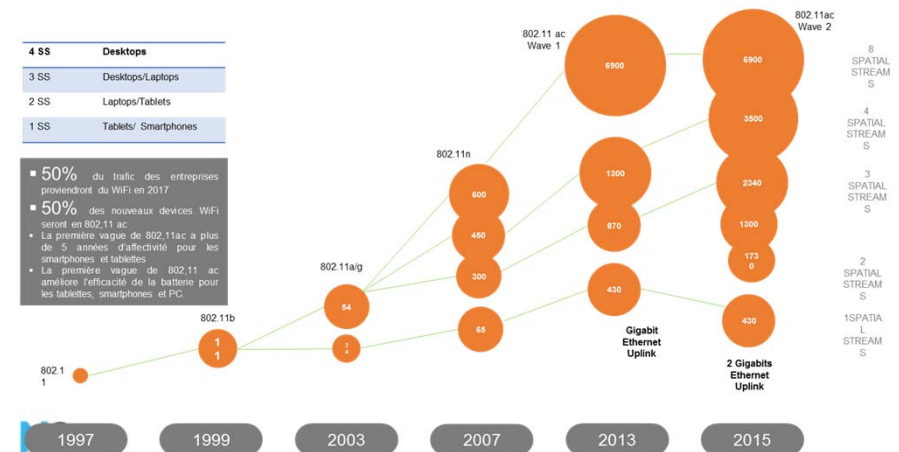 4 SS Desktops
3 SS Desktops/Laptops
2 SS Laptops/Tablets
1 SS Tablets/ Smartphones
▪ 50% du trafic des entreprises
proviendront du WiFi en 2017
▪ 50% des nouveaux devices WiFi
seront en 802,11 ac
▪ La première vague de 802,11ac a plus
de 5 années d'affectivité pour les
smartphones et tablettes
▪ La première vague de 802,11 ac
améliore l'efficacité de la batterie pour
les tablettes, smartphones et PC.
802.1
1
802.11b
1
1
802.11a/g
54
2
4
802.11n
600
450
300
65
802.11 ac
Wave 1
6900
1300
870
430
Gigabit
Ethernet
Uplink
802.11ac
Wave 2
6900
3500
2340
1300
173
0
430
2 Gigabits
Ethernet
Uplink
8
SPATIAL
STREAM
S
4
SPATIAL
STREAM
S
3
SPATIAL
STREAM
S
2
SPATIAL
STREAM
S
1SPATIA
L
STREAM
S
1997
1999
2003
2007
2013
2015